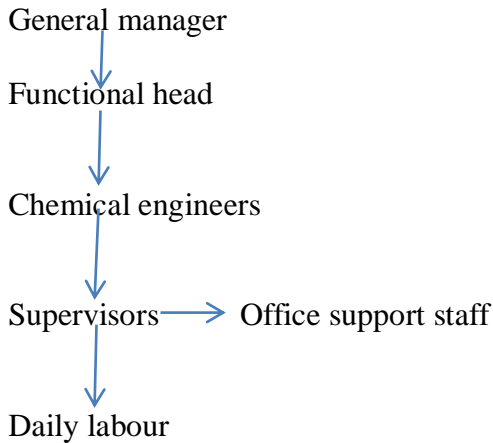 General manager
Functional head
Chemical engineers
Supervisors Office support staff
Daily labour